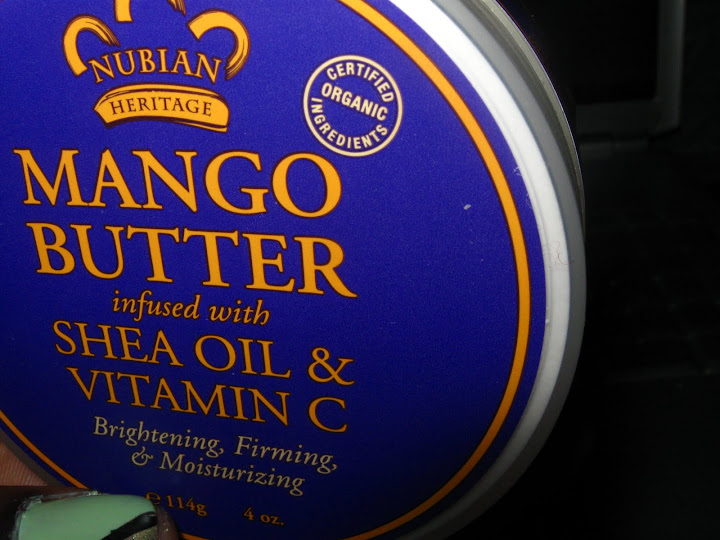 NUBIAN
HERITAGE
CERTIFIED
ORGANIC
INGREDIENTS
MANGO
BUTTER
infused with
SHEA OIL &
VITAMIN C
Brightening, Firming,
& Moisturizing
e 114g 4 oz.